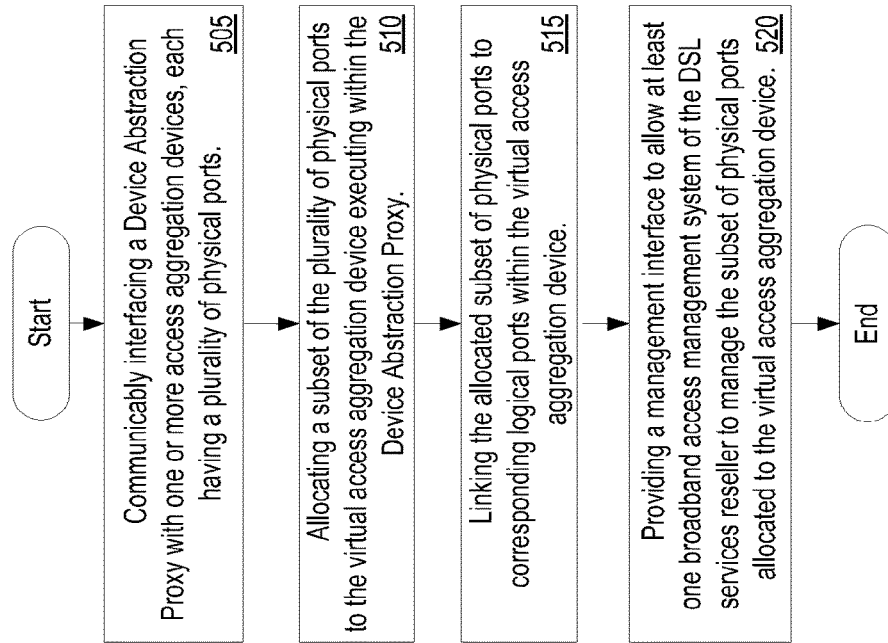 Start
Communicably interfacing a Device Abstraction
Proxy with one or more access aggregation devices, each
having a plurality of physical ports.
505
Allocating a subset of the plurality of physical ports
to the virtual access aggregation device executing within the
Device Abstraction Proxy.
510
Linking the allocated subset of physical ports to
corresponding logical ports within the virtual access
aggregation device.
515
Providing a management interface to allow at least
one broadband access management system of the DSL
services reseller to manage the subset of physical ports
allocated to the virtual access aggregation device.
520
End